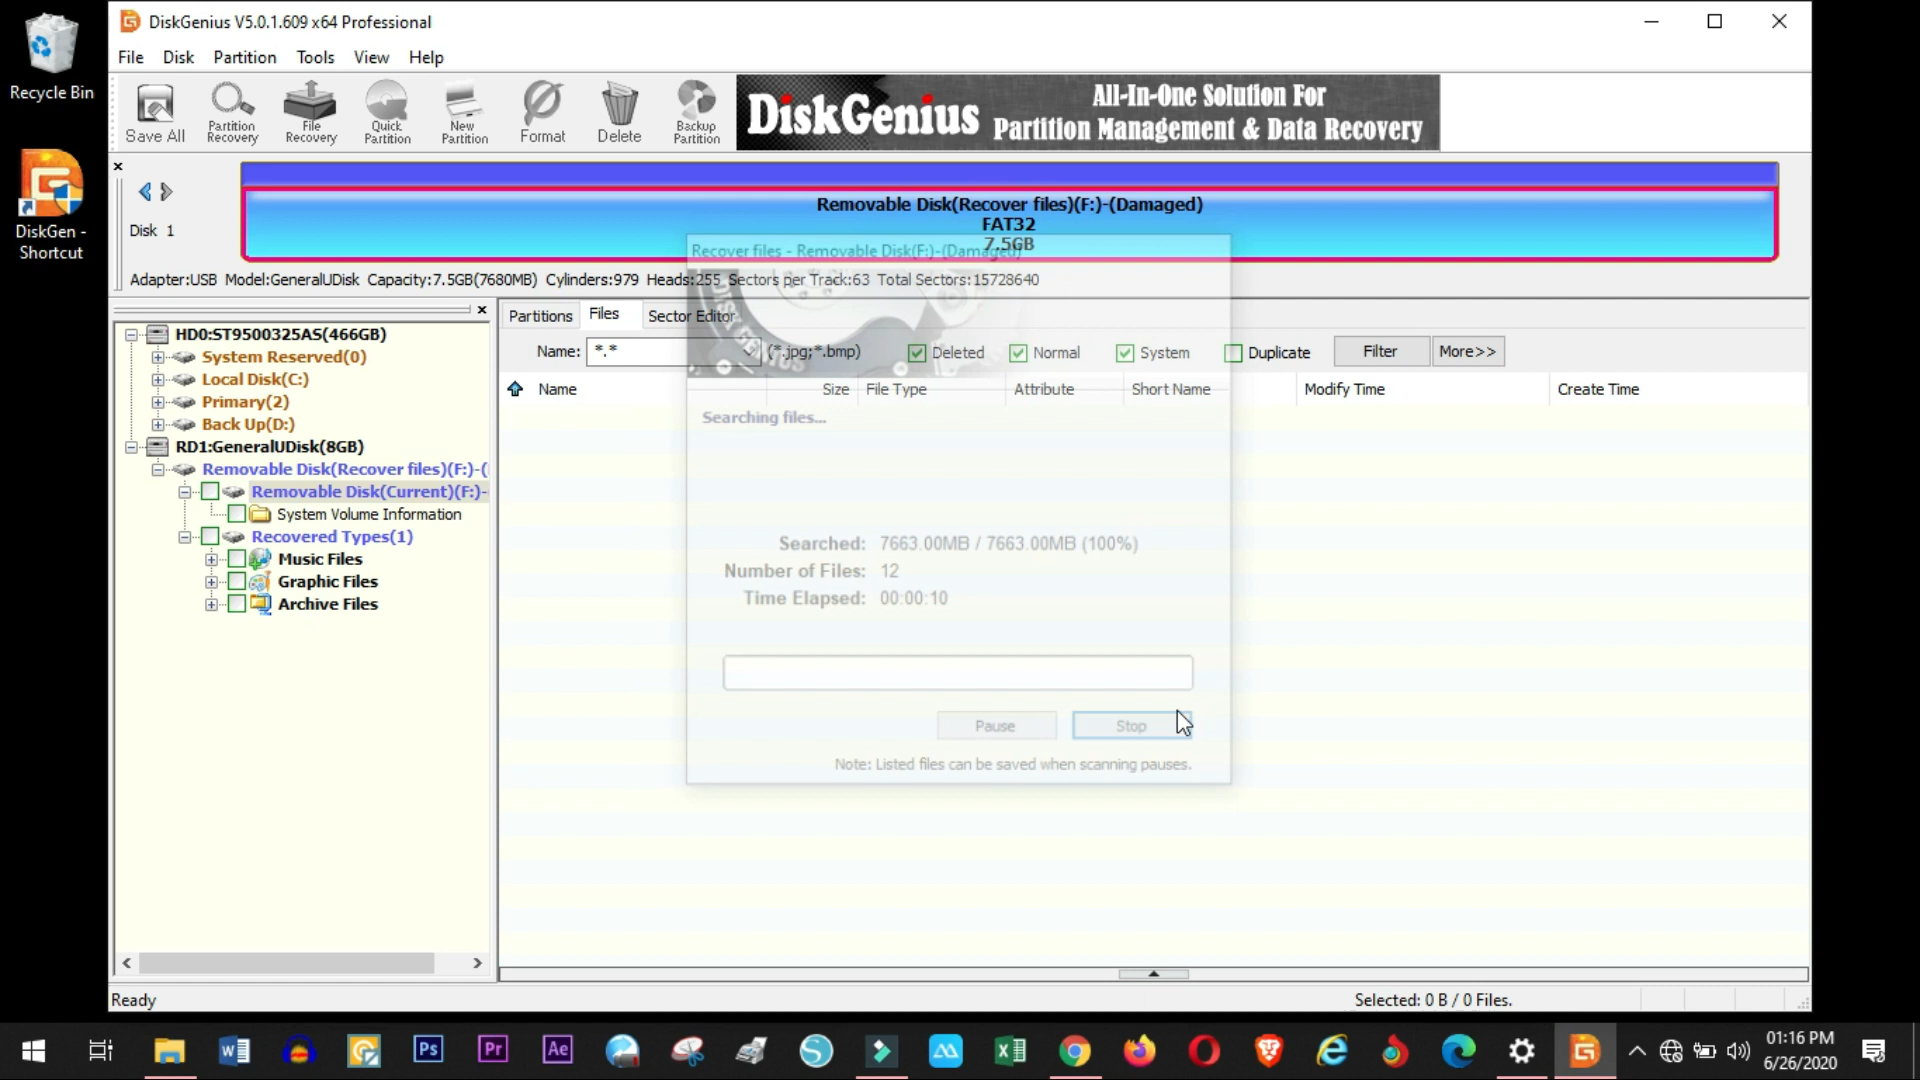 Recycle Bin
DiskGen -
Shortcut
DiskGenius V5.0.1.609 x64 Professional
File Disk Partition Tools View Help
Save All
Partition
Recovery
File
Recovery
Quick
Partition
New
Partition
Format
Delete
Backup
Partition
DiskGenius
All-In-One Solution For
Partition Management & Data Recovery
Disk 1
Removable Disk(Recover files)(F:)-(Damaged)
FAT32
7.5GB
Adapter:USB Model:GeneralUDisk Capacity:7.5GB(7680MB) Cylinders:979 Heads:255 Sectors per Track:63 Total Sectors:15728640
HD0:ST9500325AS(466GB)
System Reserved(0)
Local Disk(C:)
Primary(2)
Back Up(D:)
RD1:GeneralUDisk(8GB)
Removable Disk(Recover files)(F:)-(
Removable Disk(Current)(F:)-
System Volume Information
Recovered Types(1)
Music Files
Graphic Files
Archive Files
Partitions Files Sector Editor
Name: *.* (*.jpg;*.bmp) Deleted Normal System Duplicate Filter More>>
Name Size File Type Attribute Short Name Modify Time Create Time
Recover files - Removable Disk(F:)-(Damaged)
DISK GENIUS
Searching files...
Searched: 7663.00MB / 7663.00MB (100%)
Number of Files: 12
Time Elapsed: 00:00:10
Pause Stop
Note: Listed files can be saved when scanning pauses.
Ready
Selected: 0 B / 0 Files.
Ps
Pr
Ae
01:16 PM
6/26/2020